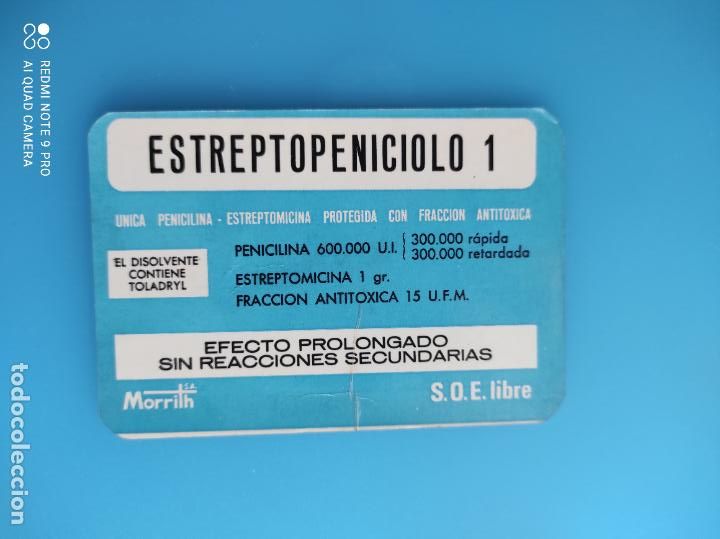 REDMI NOTE 9 PRO
AI QUAD CAMERA
ESTREPTOPENICIOLO 1
UNICA PENICILINA - ESTREPTOMICINA PROTEGIDA CON FRACCION ANTITOXICA
EL DISOLVENTE
CONTIENE
TOLADRYL
PENICILINA 600.000 U.I. { 300.000 rápida
300.000 retardada
ESTREPTOMICINA 1 gr.
FRACCION ANTITOXICA 15 U.F.M.
EFECTO PROLONGADO
SIN REACCIONES SECUNDARIAS
Morrith S.A.
S.O.E. libre
todocoleccion